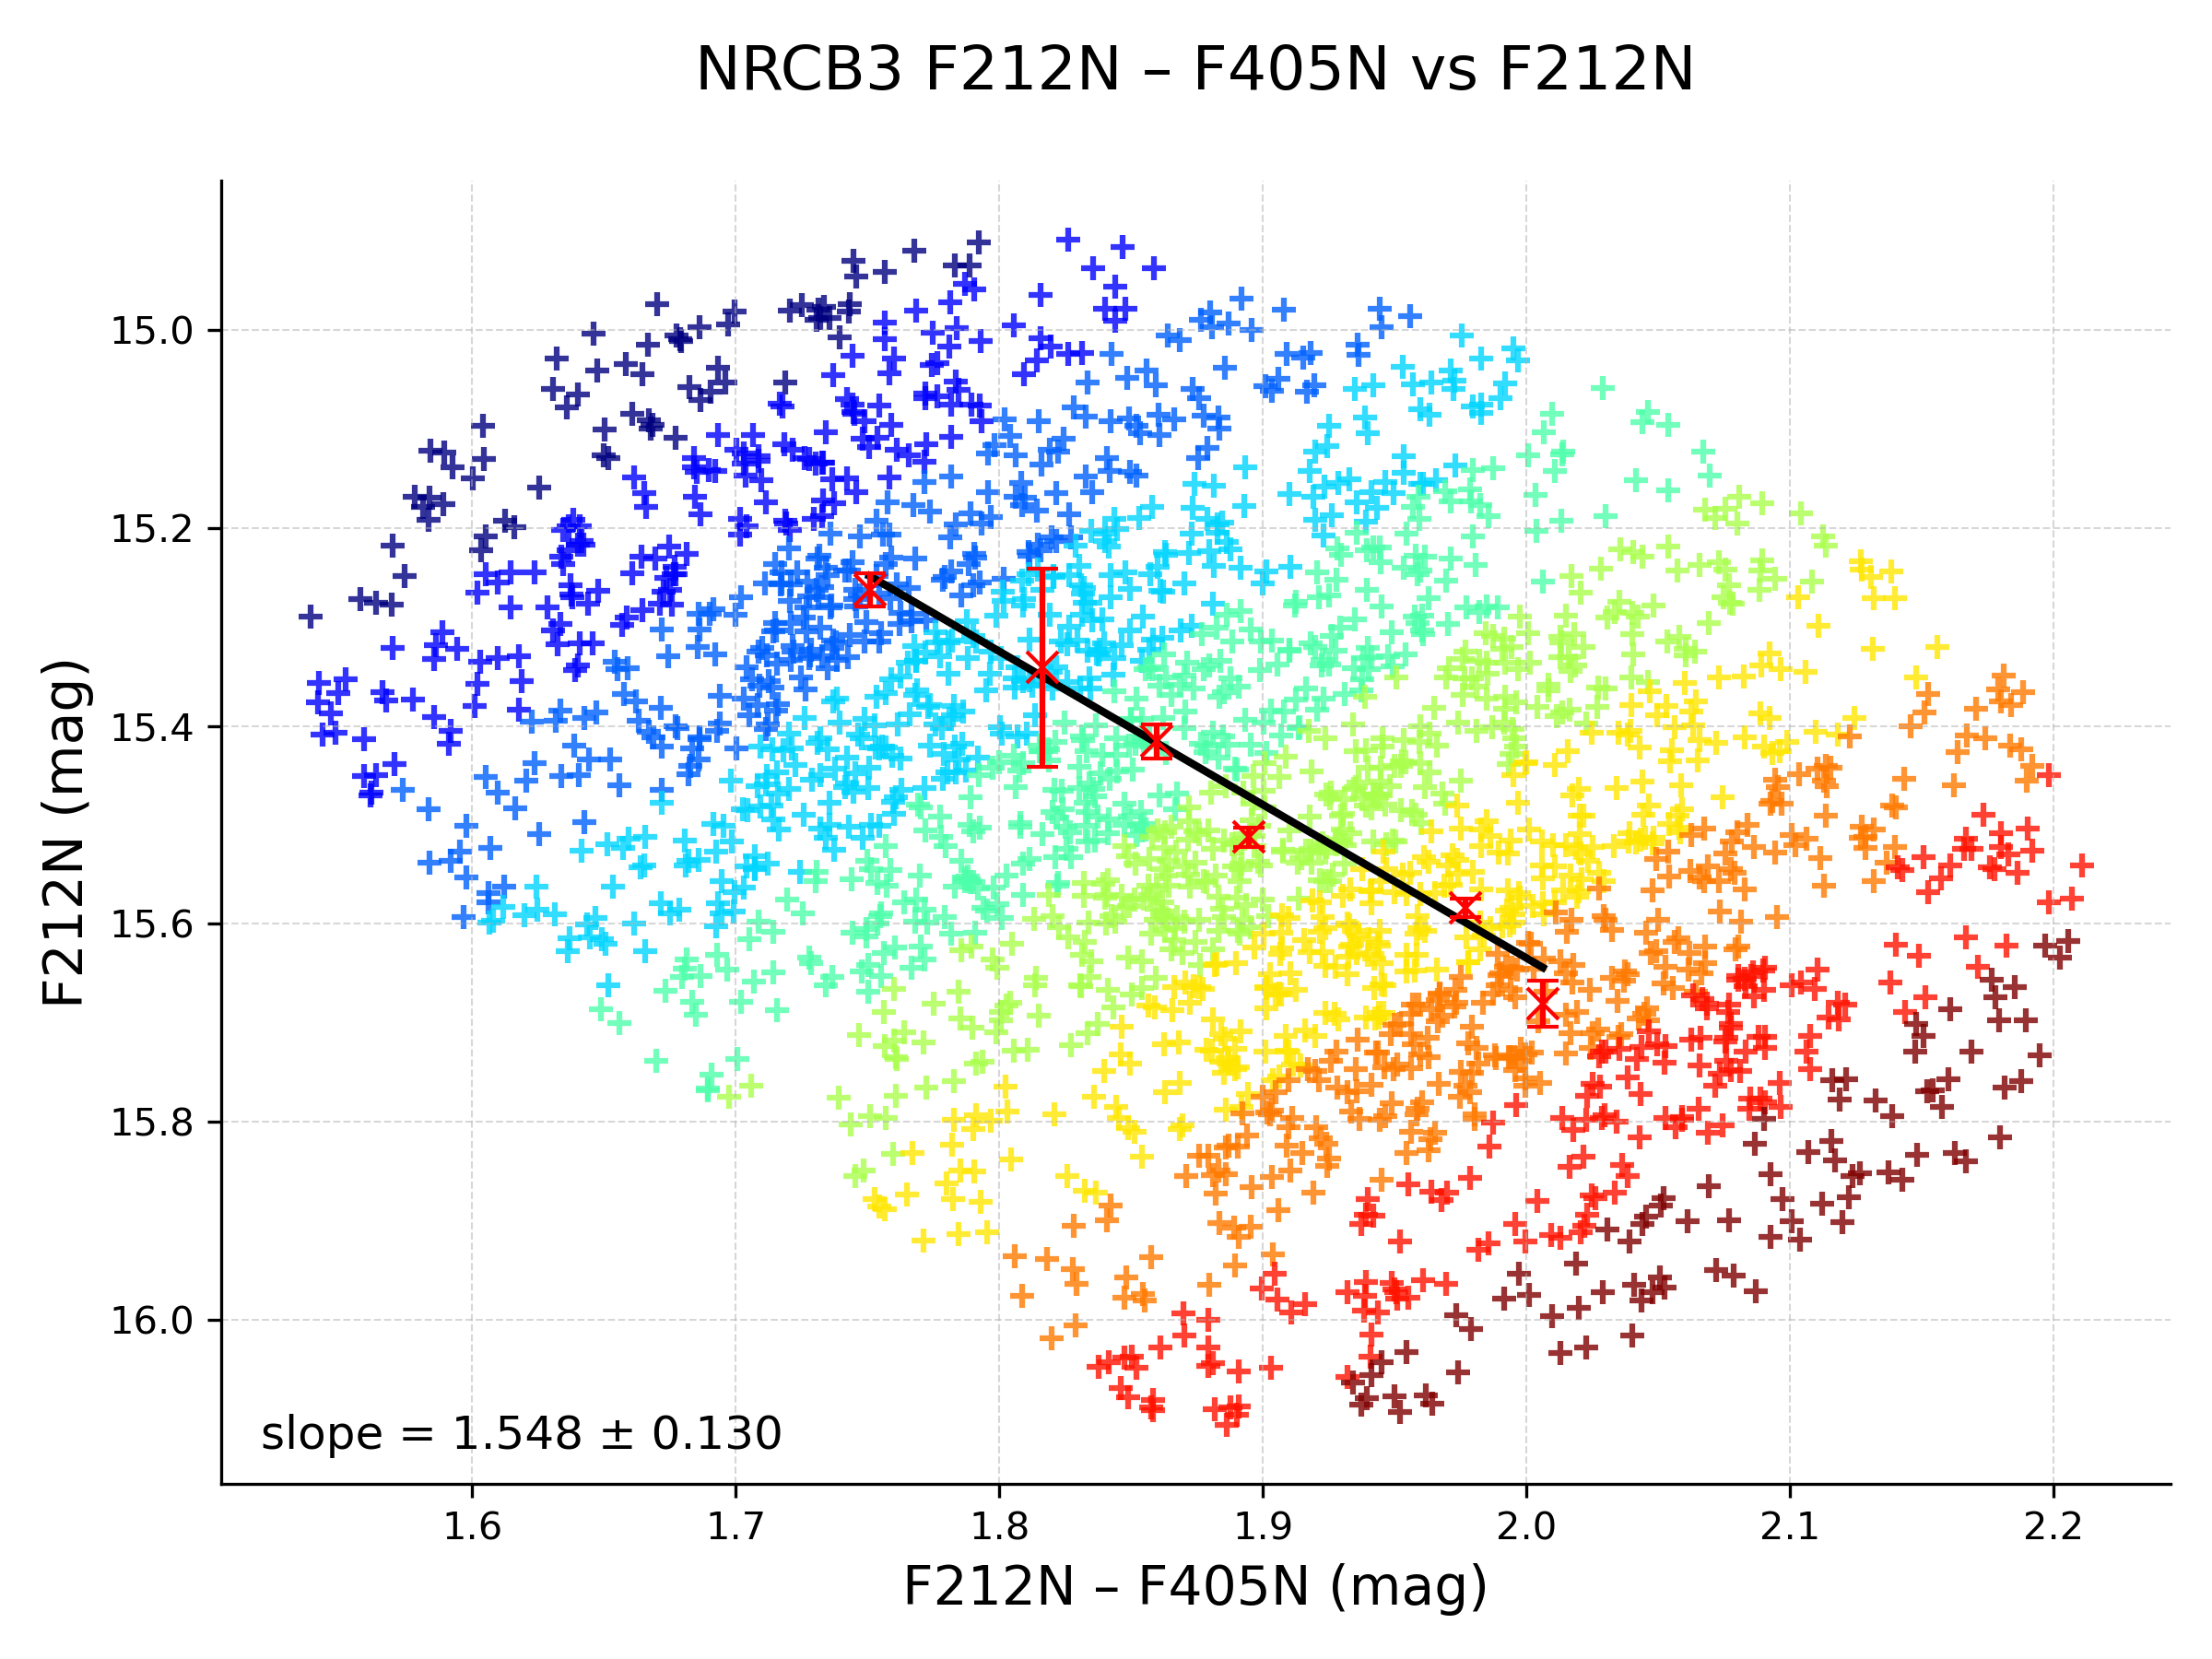 NRCB3 F212N – F405N vs F212N
F212N (mag)
15.0
15.2
15.4
15.6
15.8
16.0
slope = 1.548 ± 0.130
1.6 1.7 1.8 1.9 2.0 2.1 2.2
F212N – F405N (mag)